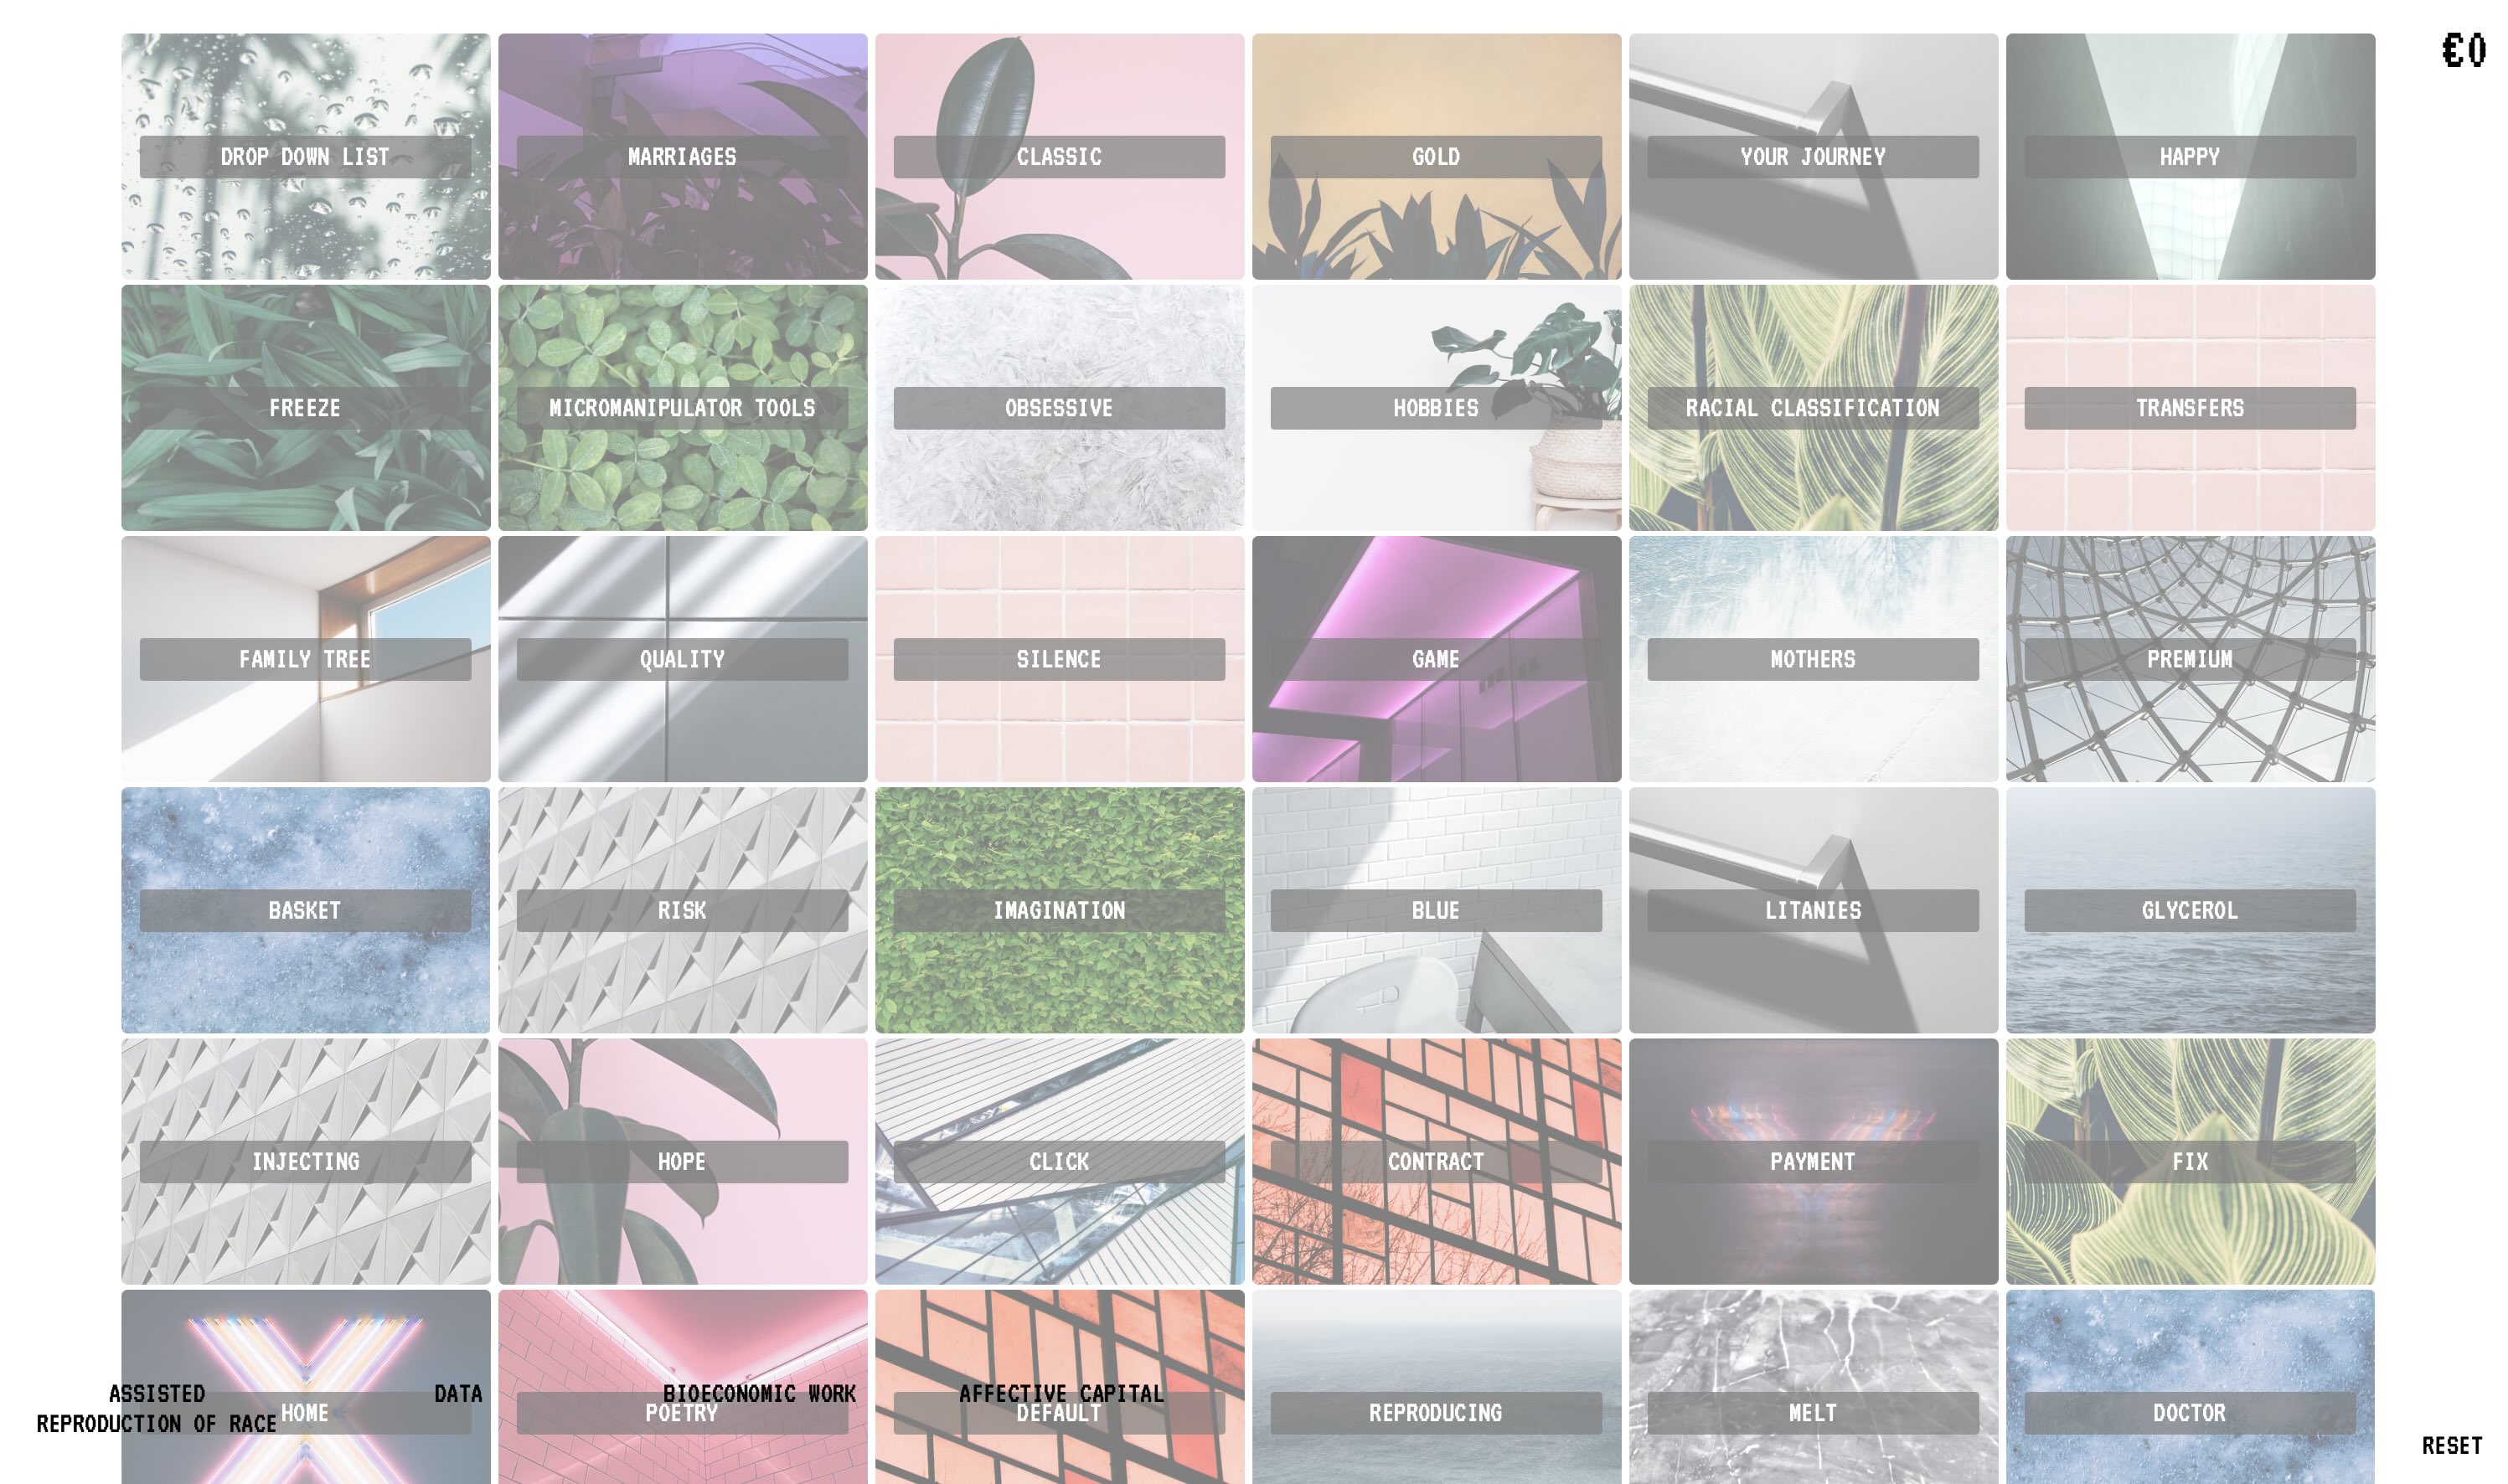 €0
DROP DOWN LIST
MARRIAGES
CLASSIC
GOLD
YOUR JOURNEY
HAPPY
FREEZE
MICROMANIPULATOR TOOLS
OBSESSIVE
HOBBIES
RACIAL CLASSIFICATION
TRANSFERS
FAMILY TREE
QUALITY
SILENCE
GAME
MOTHERS
PREMIUM
BASKET
RISK
IMAGINATION
BLUE
LITANIES
GLYCEROL
INJECTING
HOPE
CLICK
CONTRACT
PAYMENT
FIX
HOME
POETRY
DEFAULT
REPRODUCING
MELT
DOCTOR
ASSISTED
REPRODUCTION OF RACE
DATA
BIOECONOMIC WORK
AFFECTIVE CAPITAL
RESET